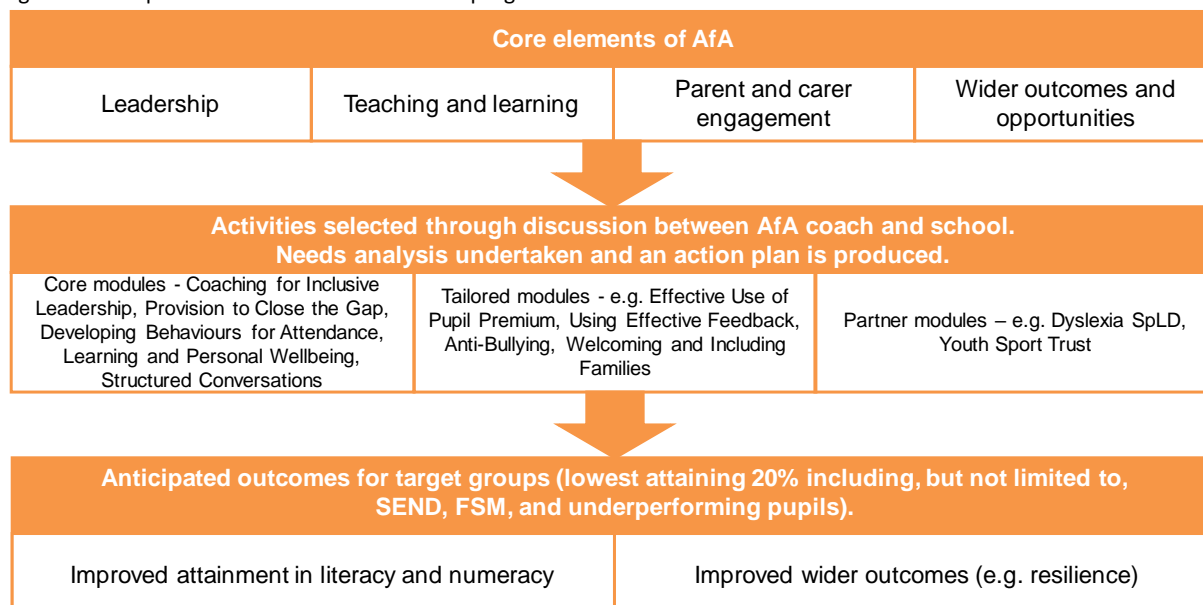 Core elements of AfA
Leadership
Teaching and learning
Parent and carer
engagement
Wider outcomes and
opportunities
Activities selected through discussion between AfA coach and school.
Needs analysis undertaken and an action plan is produced.
Core modules - Coaching for Inclusive
Leadership, Provision to Close the Gap,
Developing Behaviours for Attendance,
Learning and Personal Wellbeing,
Structured Conversations
Tailored modules - e.g. Effective Use of
Pupil Premium, Using Effective Feedback,
Anti-Bullying, Welcoming and Including
Families
Partner modules – e.g. Dyslexia SpLD,
Youth Sport Trust
Anticipated outcomes for target groups (lowest attaining 20% including, but not limited to,
SEND, FSM, and underperforming pupils).
Improved attainment in literacy and numeracy
Improved wider outcomes (e.g. resilience)